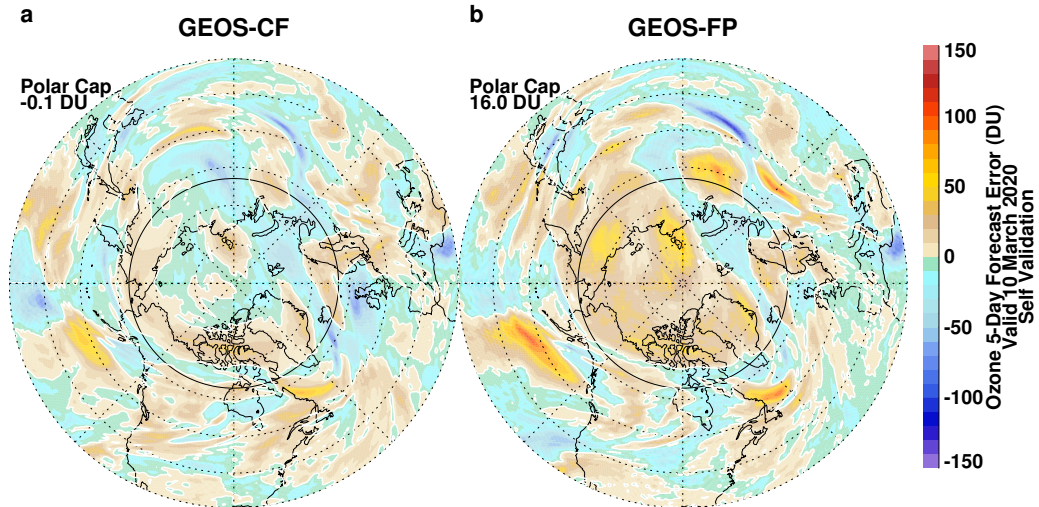 a
GEOS-CF
Polar Cap
-0.1 DU
b
GEOS-FP
Polar Cap
16.0 DU
150
100
50
0
-50
-100
-150
Ozone 5-Day Forecast Error (DU)
Valid 10 March 2020
Self Validation